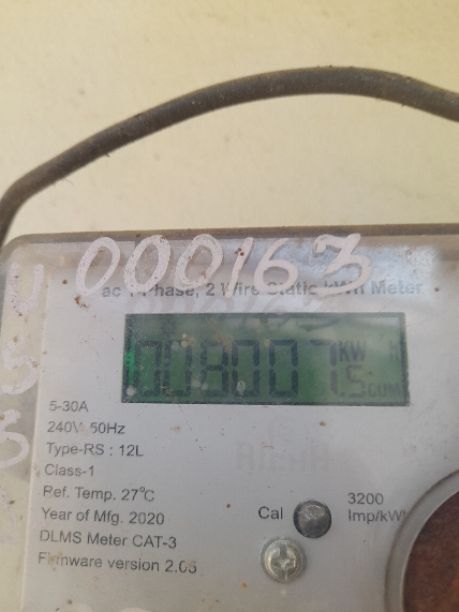 000163
ac 1 Phase, 2 Wire Static kWh Meter
008007.5 KW H
CUM
5-30A
240V 50Hz
Type-RS : 12L
Class-1
Ref. Temp. 27°C
Year of Mfg. 2020
DLMS Meter CAT-3
Firmware version 2.05
Cal
3200
Imp/kW